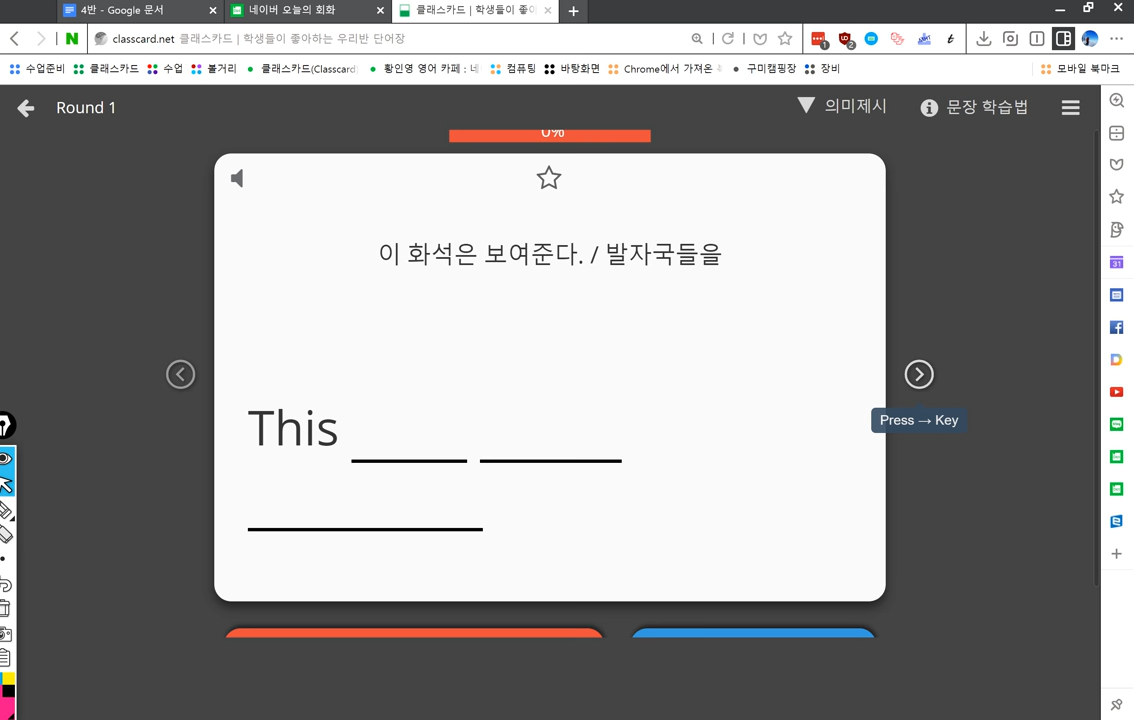 4반 - Google 문서
네이버 오늘의 회화
클래스카드 | 학생들이 좋아
classcard.net 클래스카드 | 학생들이 좋아하는 우리반 단어장
수업준비 클래스카드 수업 볼거리 클래스카드(Classcard 황인영 영어 카페 : 네 컴퓨팅 바탕화면 Chrome에서 가져온 구미캠핑장 장비 모바일 북마크
Round 1
의미제시
문장 학습법
0%
이 화석은 보여준다. / 발자국들을
This
Press → Key